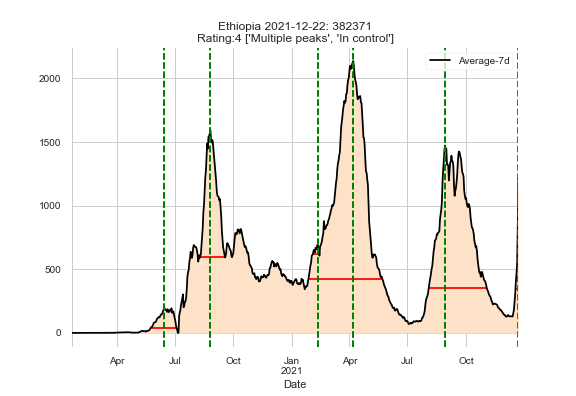 Ethiopia 2021-12-22: 382371
Rating:4 ['Multiple peaks', 'In control']
Average-7d
2000
1500
1000
500
0
Apr Jul Oct Jan Apr Jul Oct
2021
Date